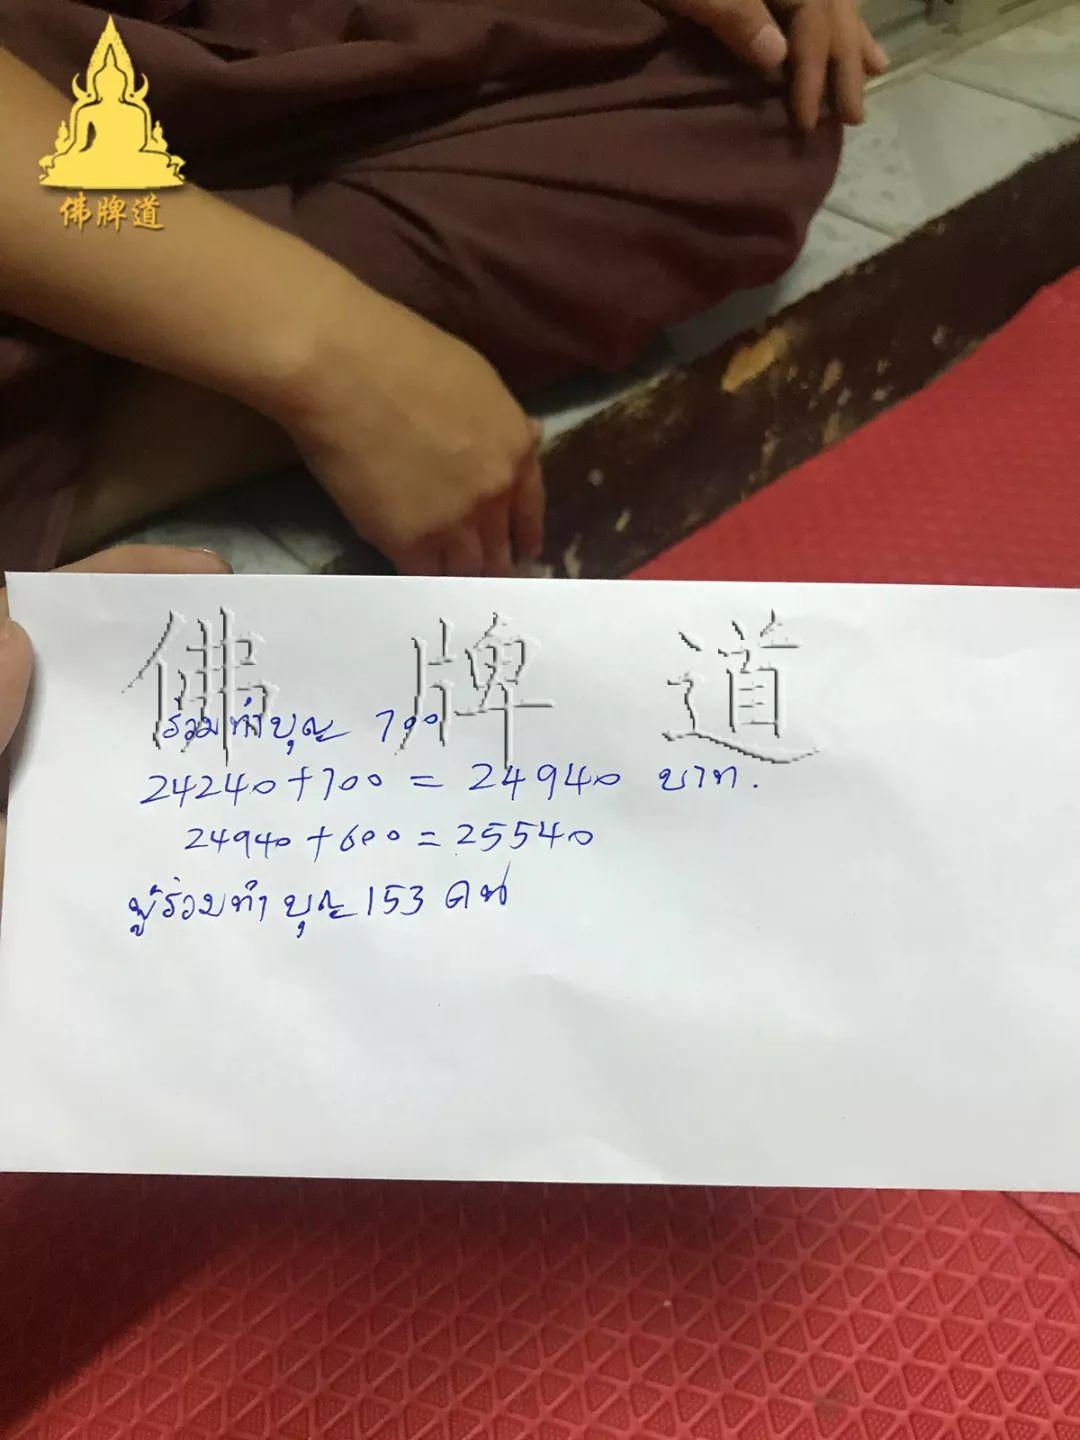 佛牌道
佛牌道
ร่วมทำบุญ 700
24240+700 = 24940 บาท.
24940+600 = 25540
ผู้ร่วมทำบุญ 153 คน